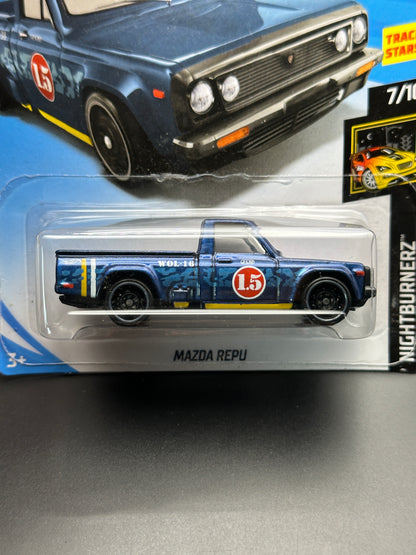 TRACK
STARS
1.5
7/10
WOL·16
1.5
NIGHTBURNERZ
3+
MAZDA REPU